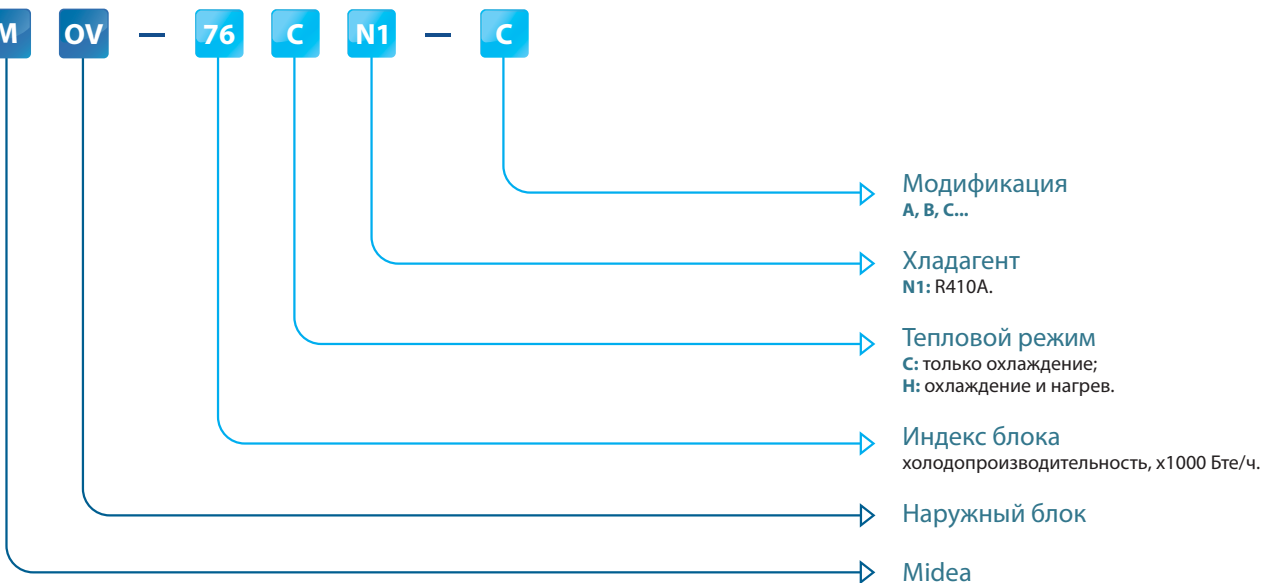 M OV — 76 C N1 — C
Модификация
A, B, C...
Хладагент
N1: R410A.
Тепловой режим
C: только охлаждение;
H: охлаждение и нагрев.
Индекс блока
холодопроизводительность, x1000 Бте/ч.
Наружный блок
Midea